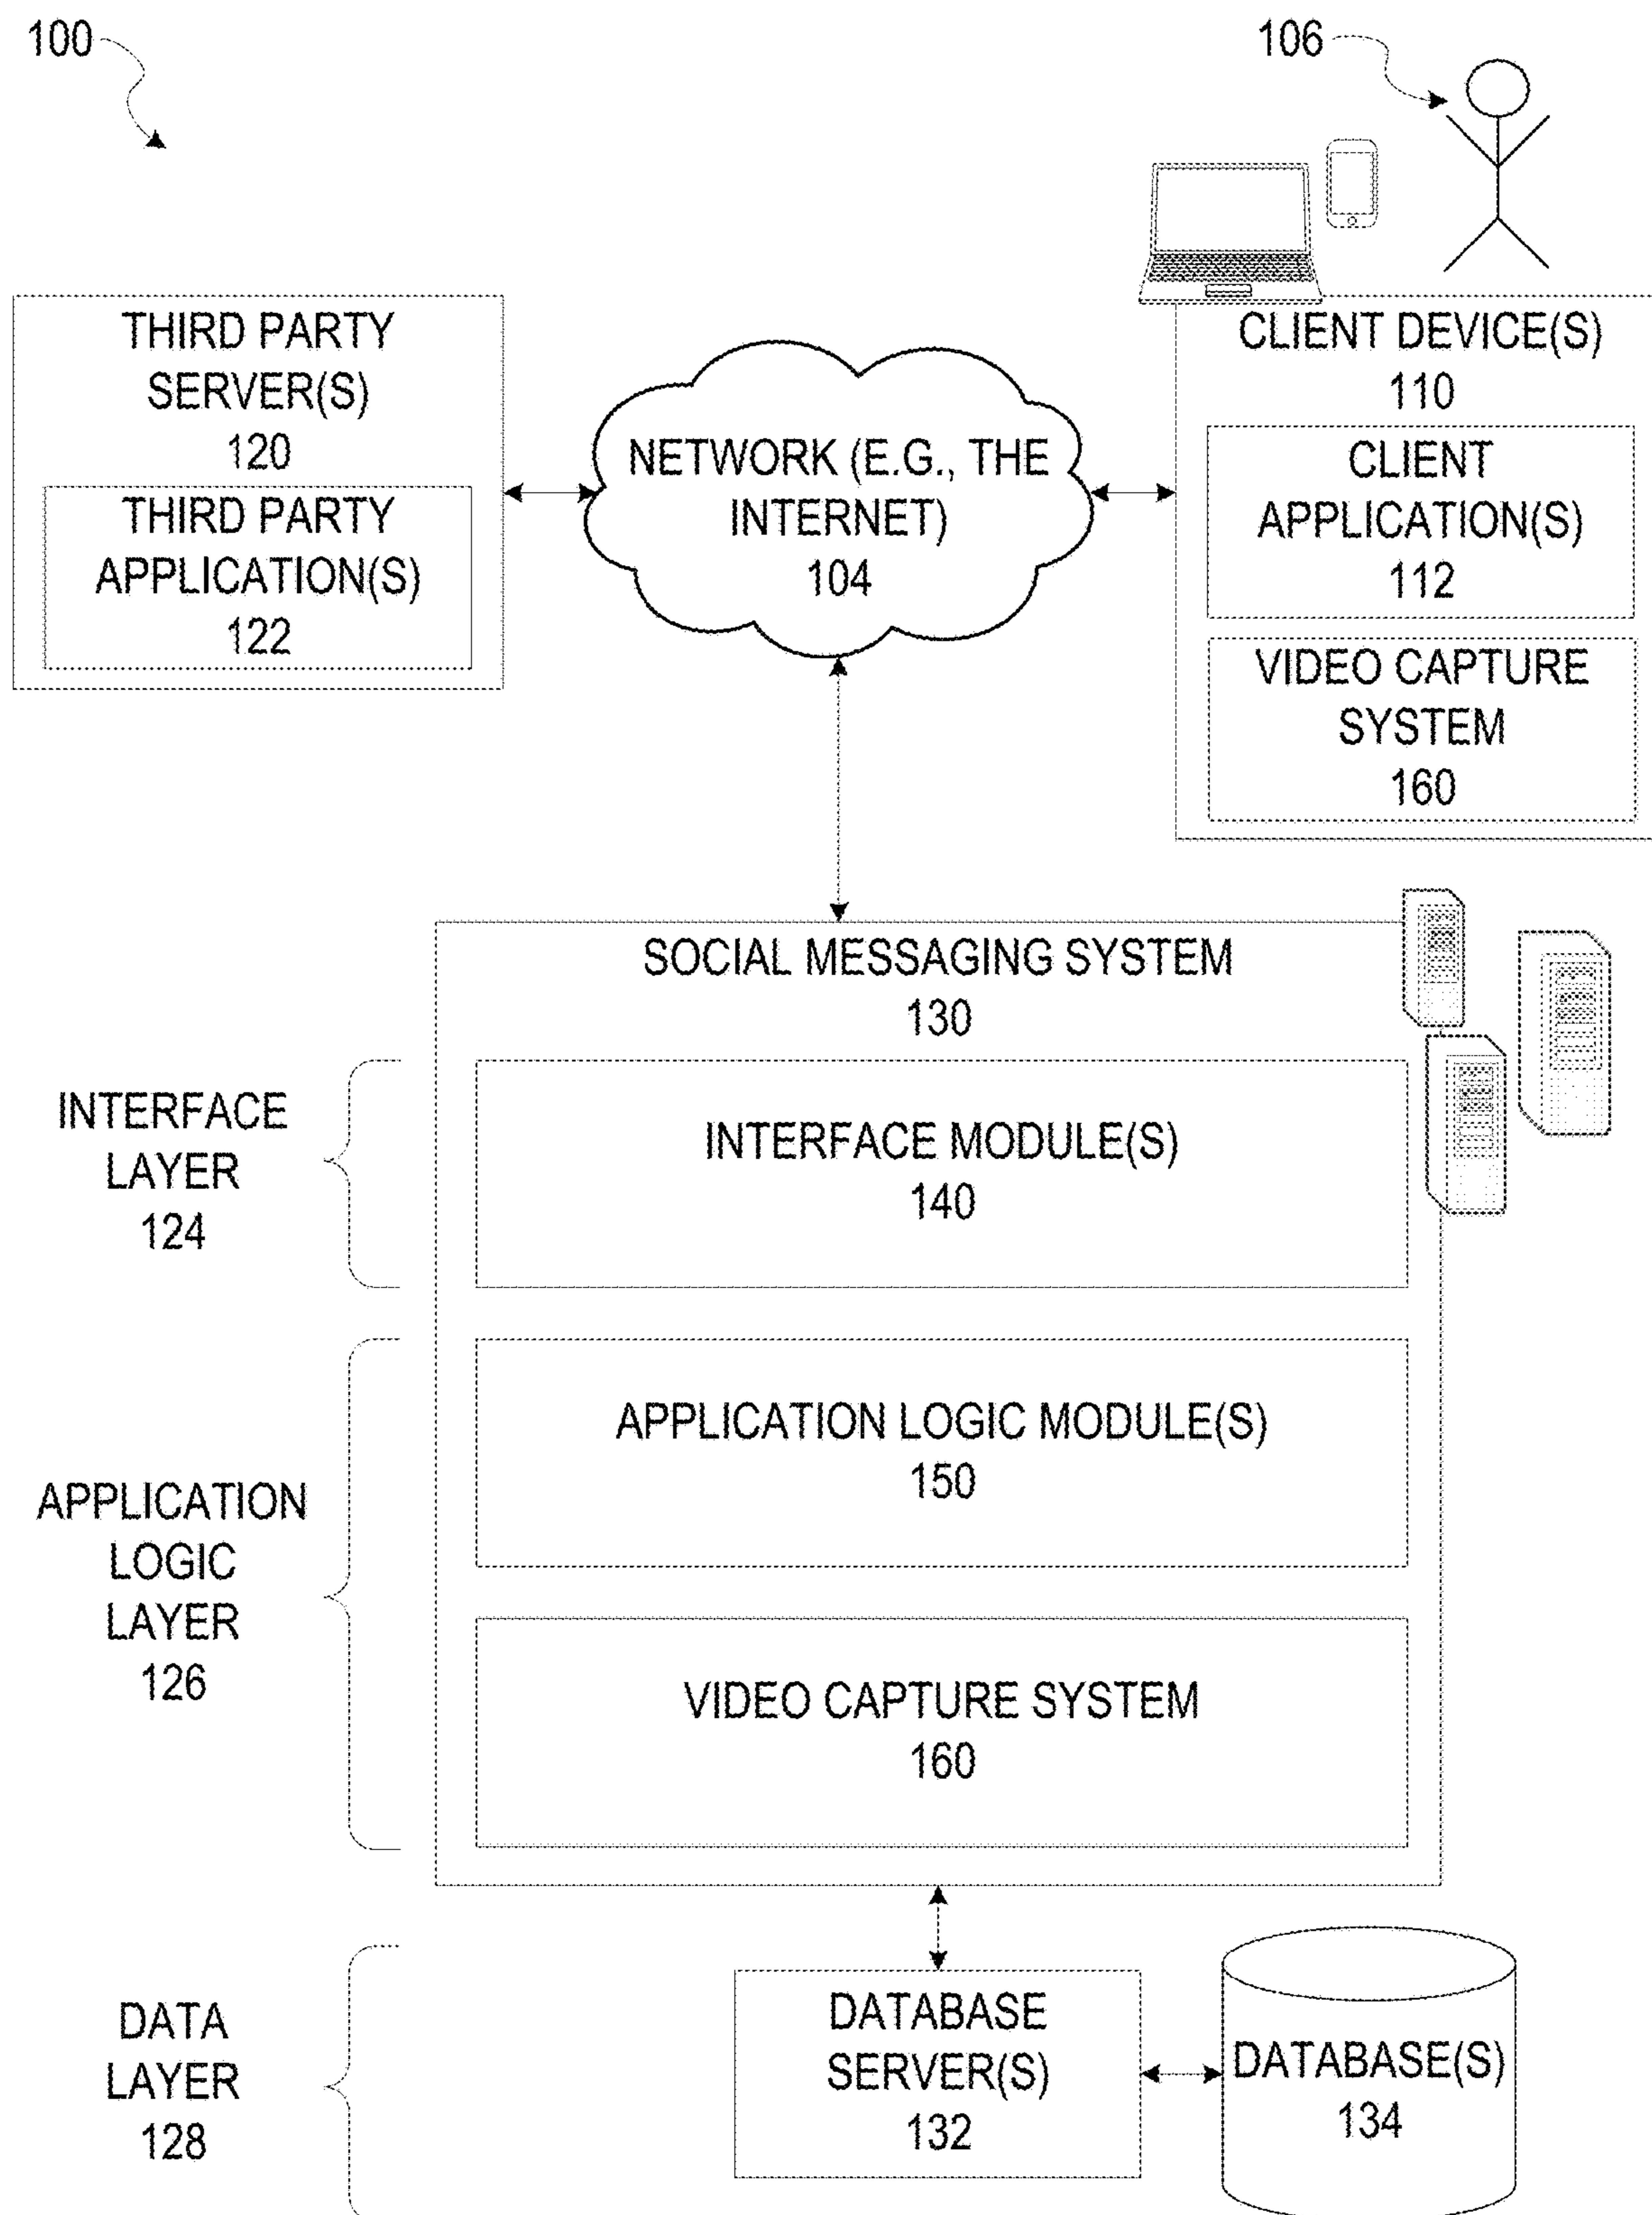 100
106
THIRD PARTY
SERVER(S)
120
THIRD PARTY
APPLICATION(S)
122
NETWORK (E.G., THE
INTERNET)
104
CLIENT DEVICE(S)
110
CLIENT
APPLICATION(S)
112
VIDEO CAPTURE
SYSTEM
160
SOCIAL MESSAGING SYSTEM
130
INTERFACE
LAYER
124
INTERFACE MODULE(S)
140
APPLICATION
LOGIC
LAYER
126
APPLICATION LOGIC MODULE(S)
150
VIDEO CAPTURE SYSTEM
160
DATA
LAYER
128
DATABASE
SERVER(S)
132
DATABASE(S)
134